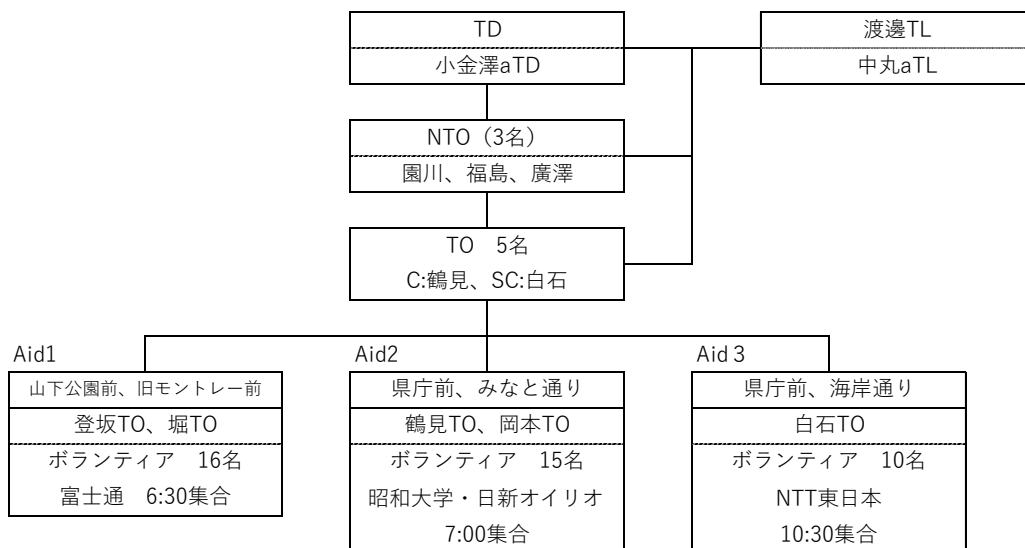 TD
小金澤aTD
渡邊TL
中丸aTL
NTO（3名）
園川、福島、廣澤
TO　5名
C:鶴見、SC:白石
Aid1
山下公園前、旧モントレー前
登坂TO、堀TO
ボランティア　16名
富士通　6:30集合
Aid2
県庁前、みなと通り
鶴見TO、岡本TO
ボランティア　15名
昭和大学・日新オイリオ
7:00集合
Aid３
県庁前、海岸通り
白石TO
ボランティア　10名
NTT東日本
10:30集合